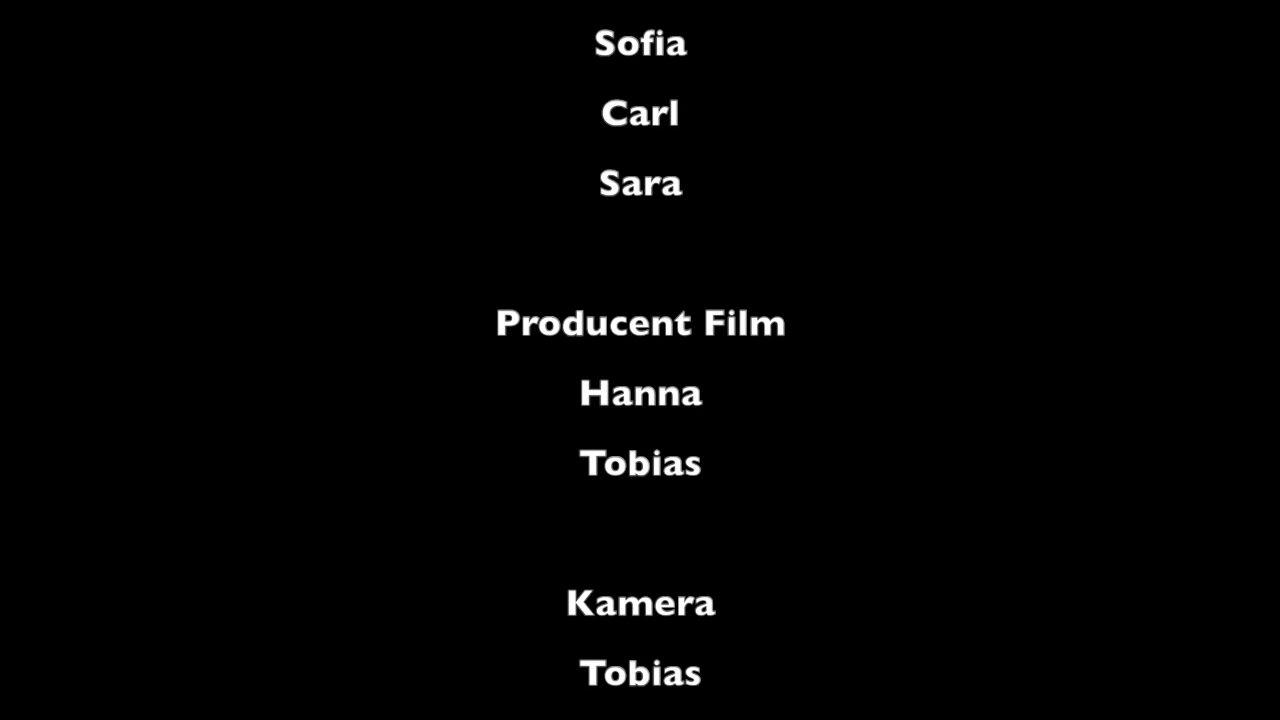 Sofia
Carl
Sara
Producent Film
Hanna
Tobias
Kamera
Tobias